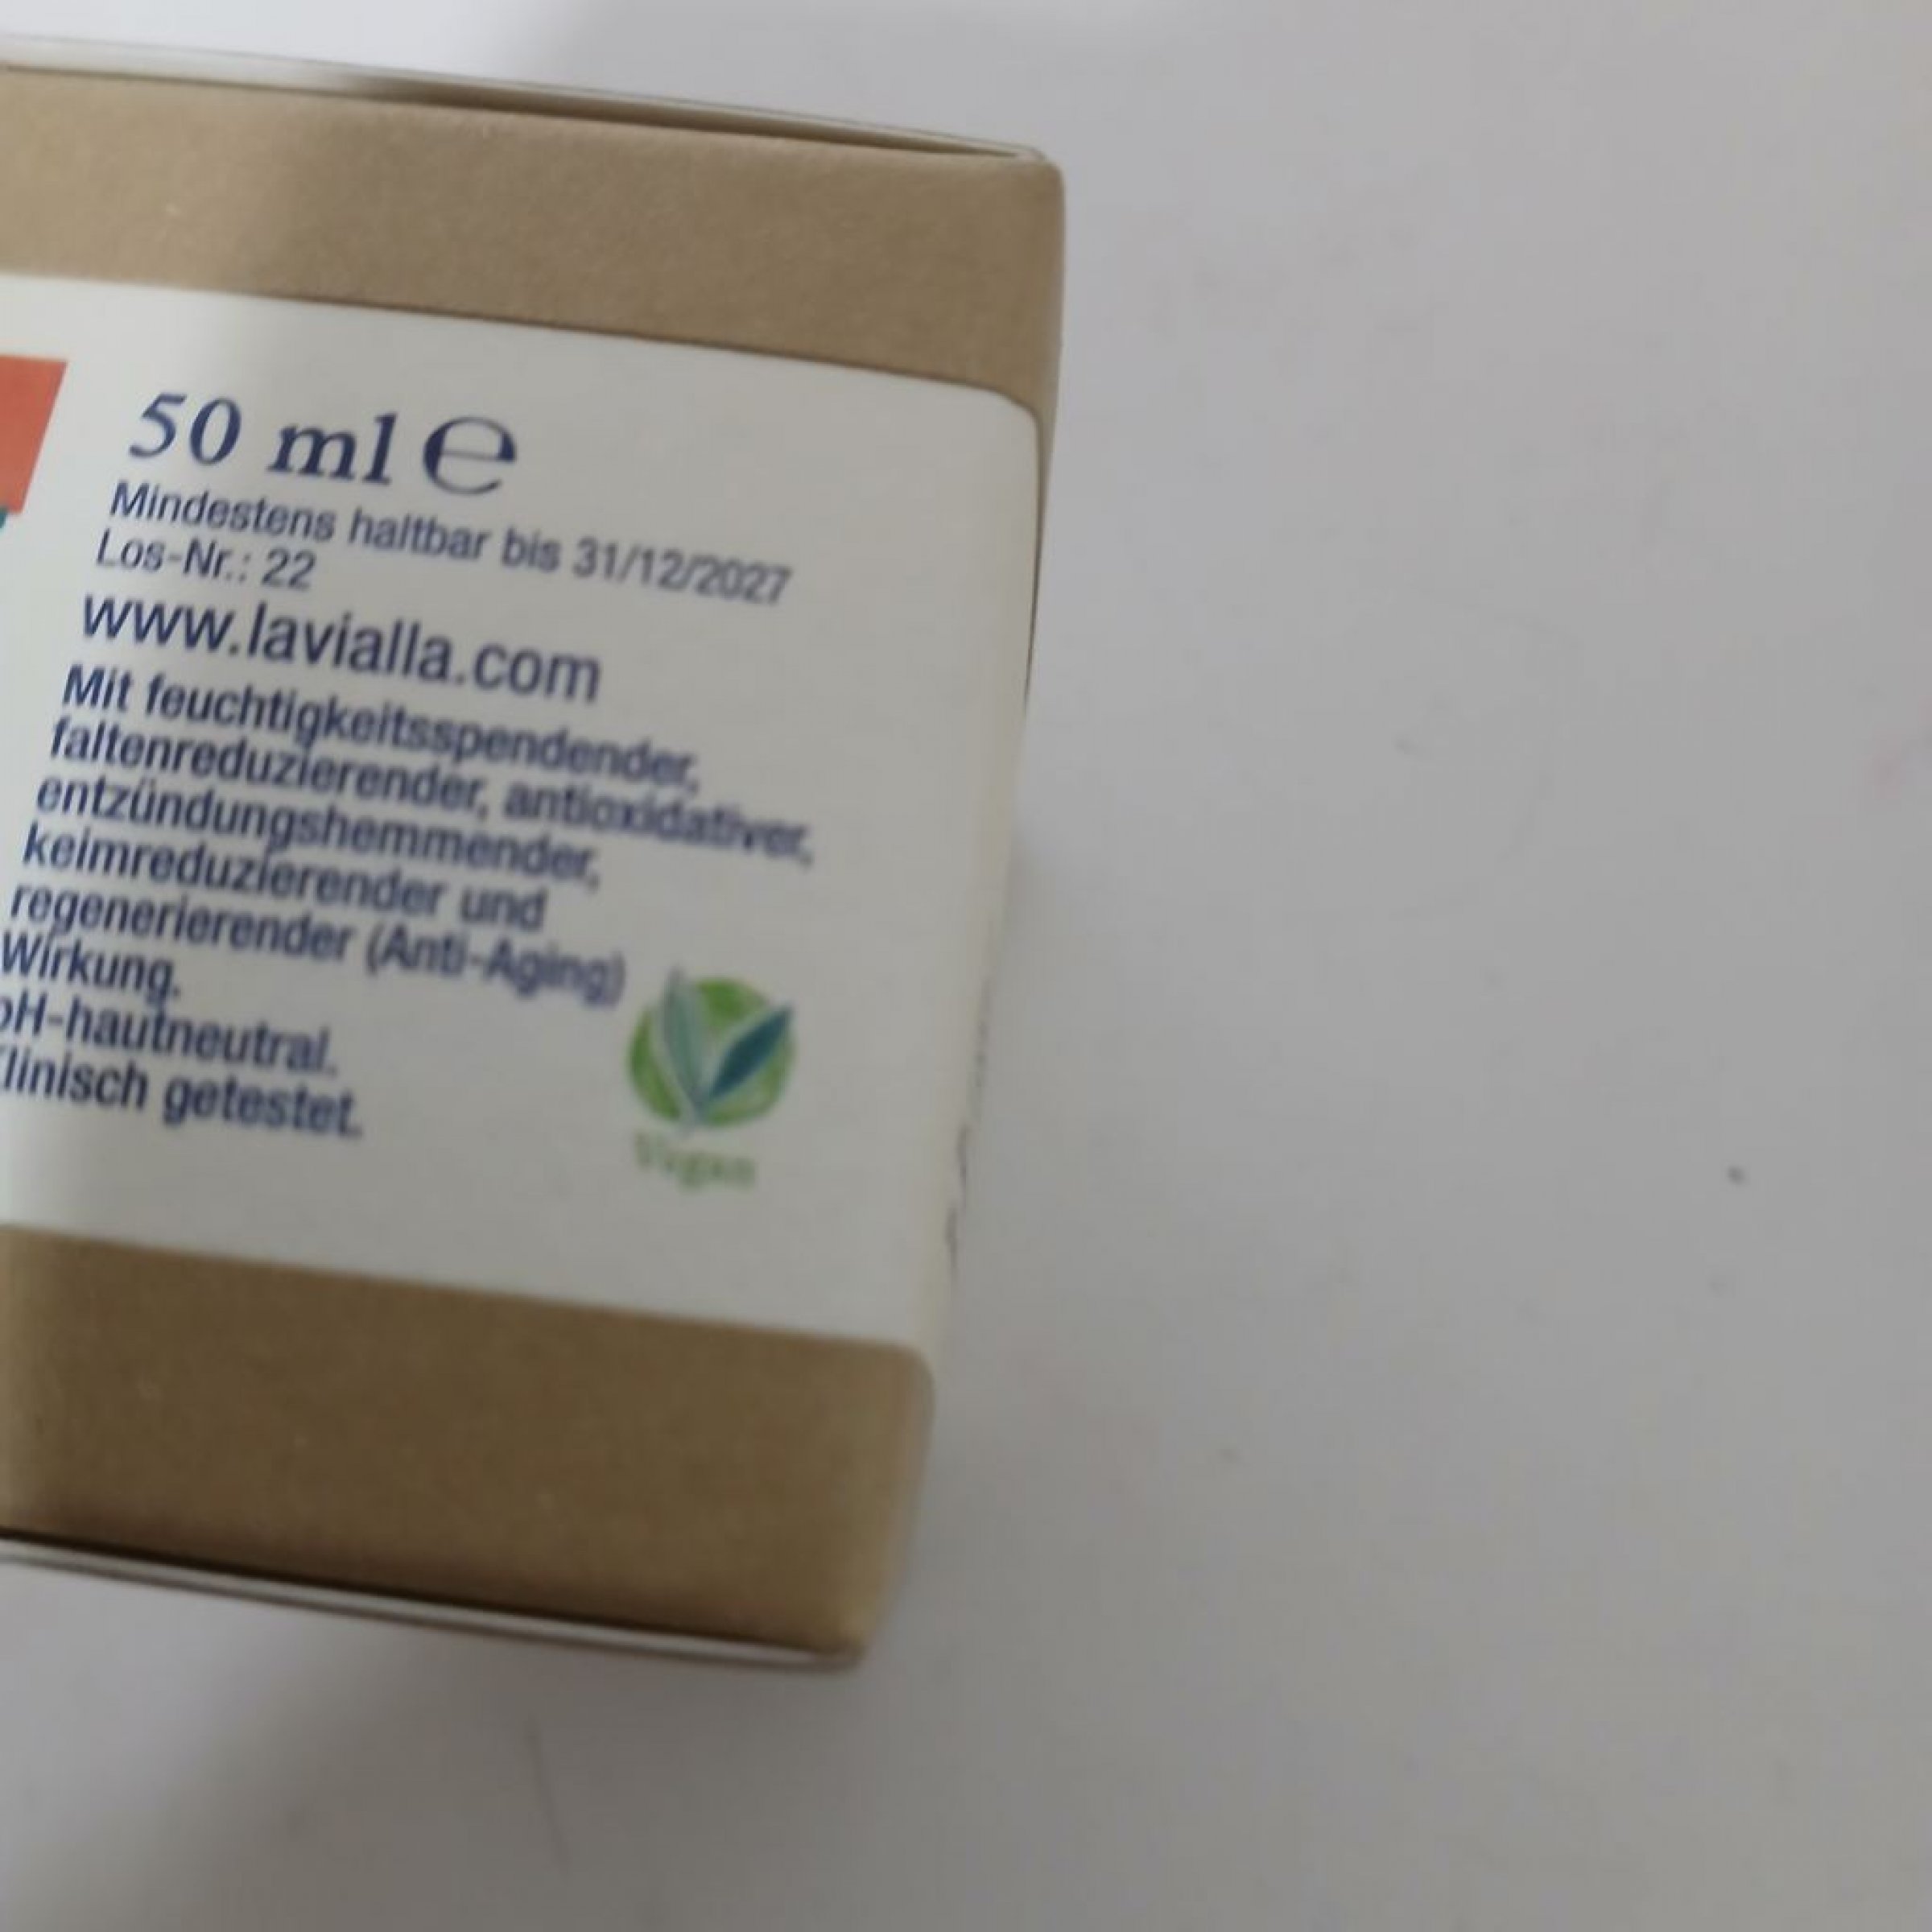 50 ml ℮
Mindestens haltbar bis 31/12/2027
Los-Nr.: 22
www.lavialla.com
Mit feuchtigkeitsspendender,
faltenreduzierender, antioxidativer,
entzündungshemmender,
keimreduzierender und
regenerierender (Anti-Aging)
Wirkung.
pH-hautneutral.
Klinisch getestet.
Vegan